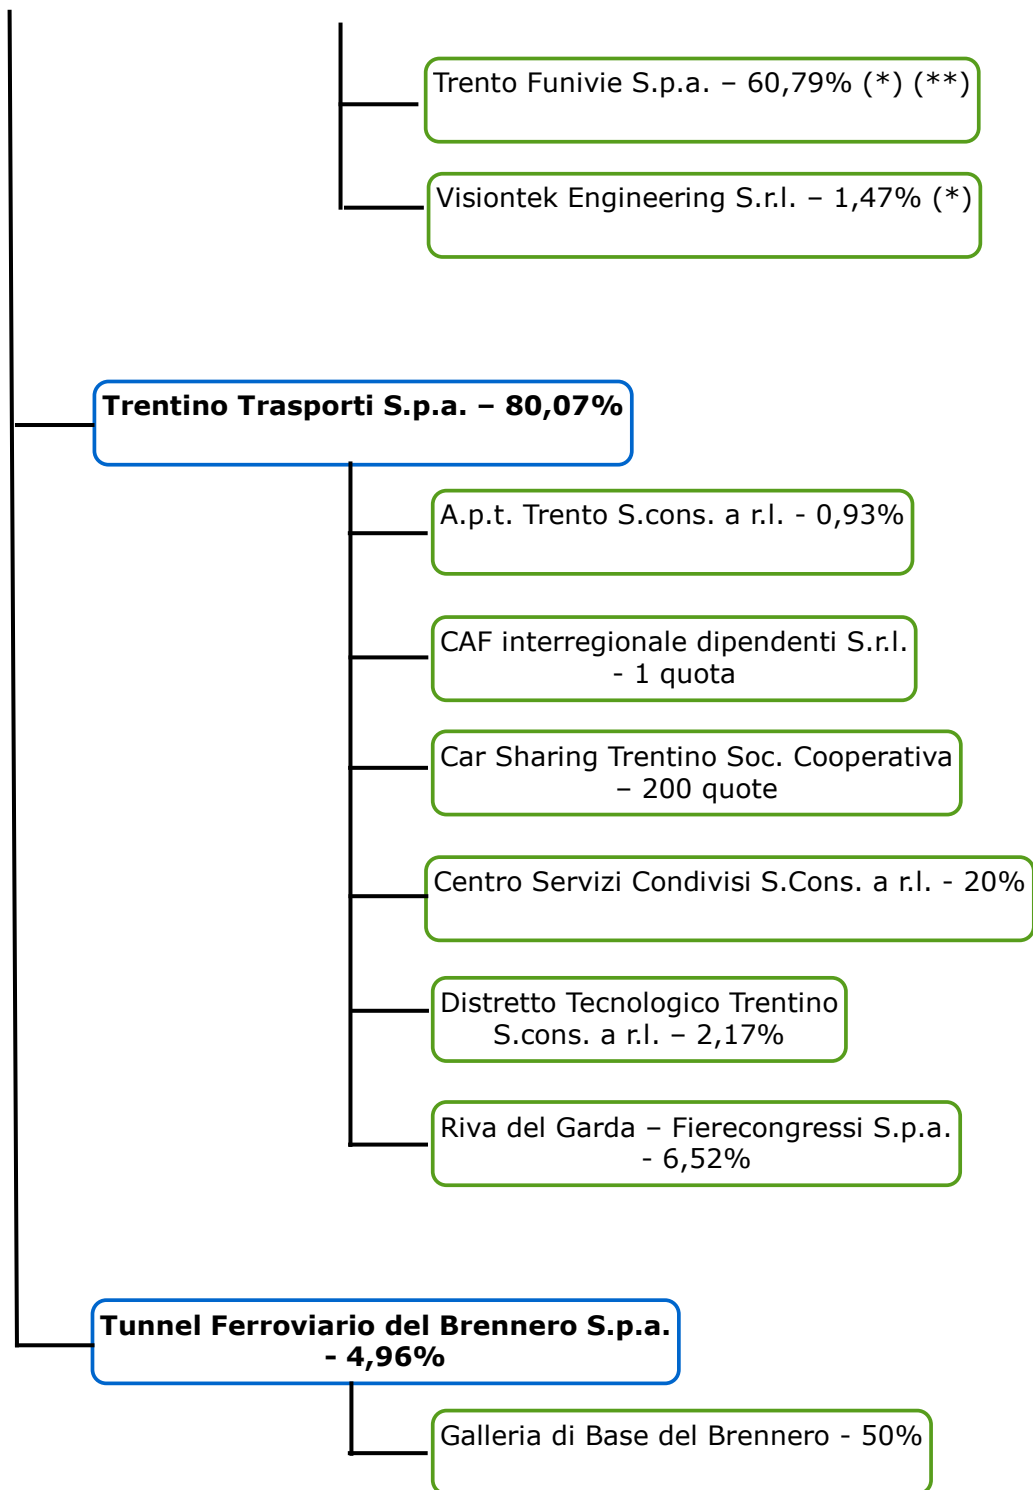 Trento Funivie S.p.a. – 60,79% (*) (**)
Visiontek Engineering S.r.l. – 1,47% (*)
Trentino Trasporti S.p.a. – 80,07%
A.p.t. Trento S.cons. a r.l. - 0,93%
CAF interregionale dipendenti S.r.l.
- 1 quota
Car Sharing Trentino Soc. Cooperativa
– 200 quote
Centro Servizi Condivisi S.Cons. a r.l. - 20%
Distretto Tecnologico Trentino
S.cons. a r.l. – 2,17%
Riva del Garda – Fierecongressi S.p.a.
- 6,52%
Tunnel Ferroviario del Brennero S.p.a.
- 4,96%
Galleria di Base del Brennero - 50%